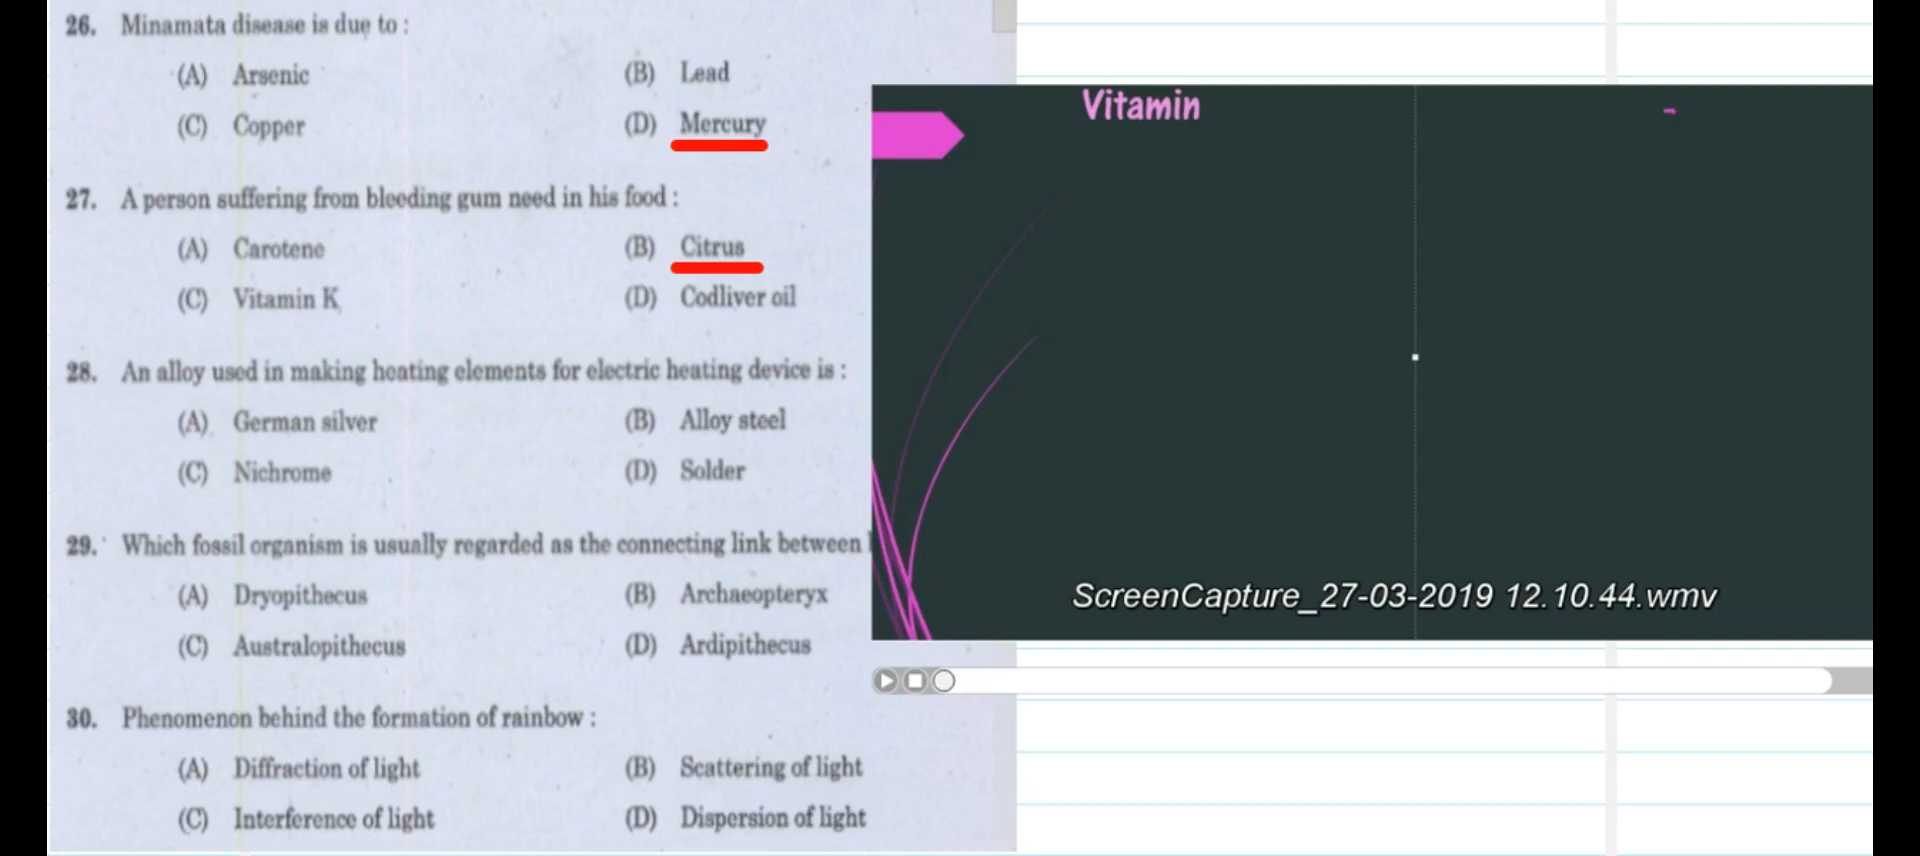 26. Minamata disease is due to :
(A) Arsenic (B) Lead
(C) Copper (D) Mercury
27. A person suffering from bleeding gum need in his food :
(A) Carotene (B) Citrus
(C) Vitamin K (D) Codliver oil
28. An alloy used in making heating elements for electric heating device is :
(A) German silver (B) Alloy steel
(C) Nichrome (D) Solder
29. Which fossil organism is usually regarded as the connecting link between
(A) Dryopithecus (B) Archaeopteryx
(C) Australopithecus (D) Ardipithecus
30. Phenomenon behind the formation of rainbow :
(A) Diffraction of light (B) Scattering of light
(C) Interference of light (D) Dispersion of light
Vitamin -
ScreenCapture_27-03-2019 12.10.44.wmv